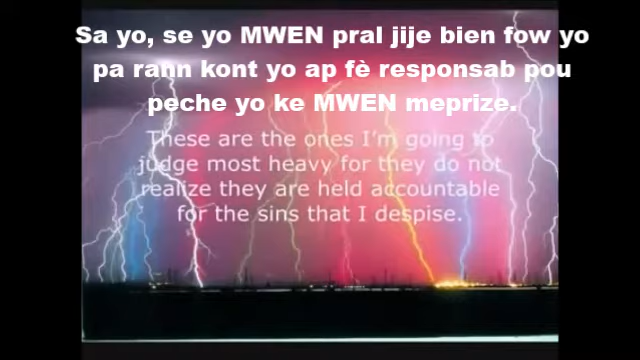 Sa yo, se yo MWEN pral jije bien fow yo
pa rann kont yo ap fè responsab pou
peche yo ke MWEN meprize.
These are the ones I'm going to
judge most heavy for they do not
realize they are held accountable
for the sins that I despise.